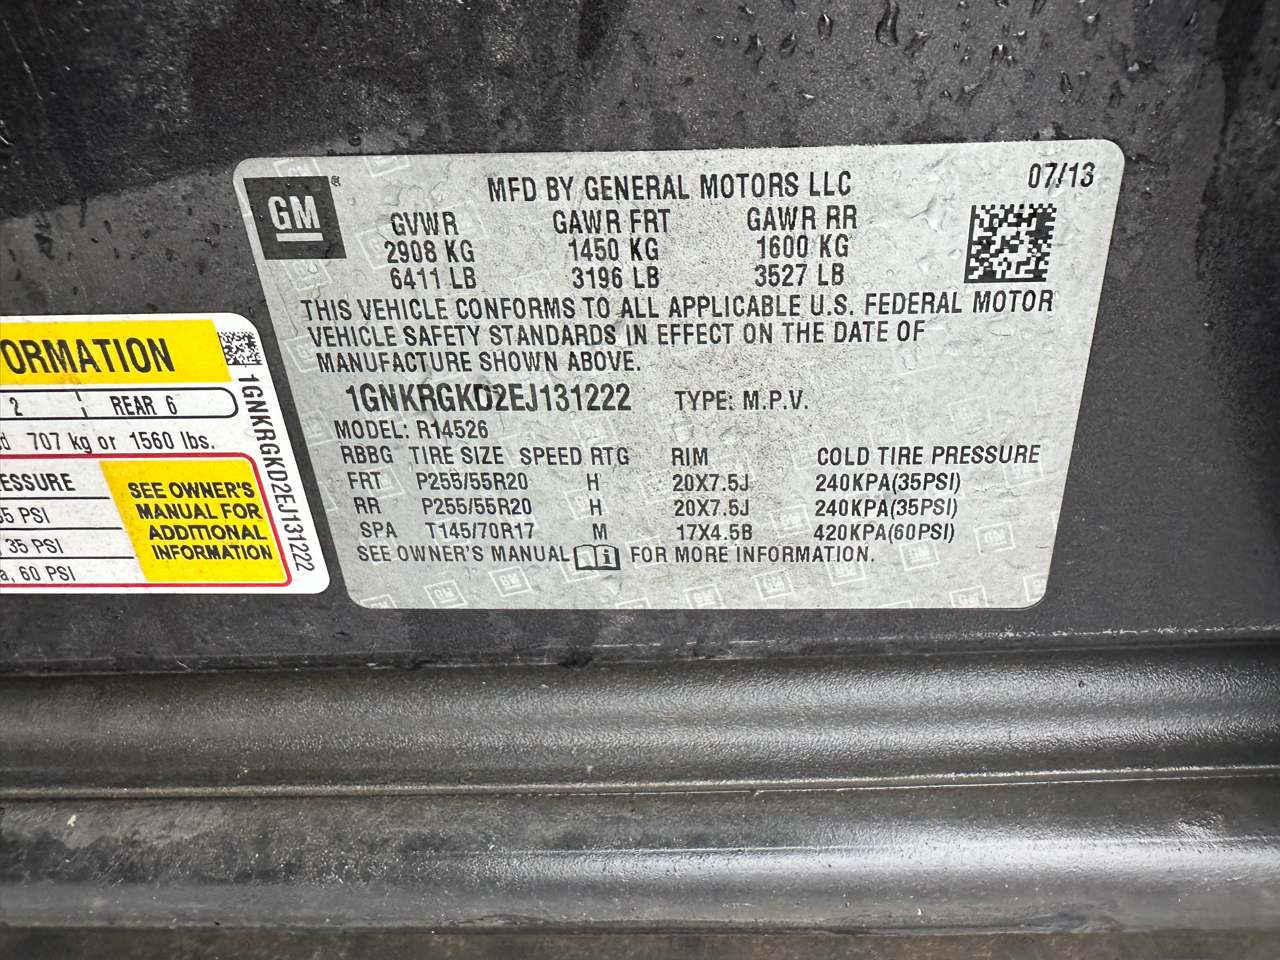 GM®
MFD BY GENERAL MOTORS LLC 07/13
GVWR GAWR FRT GAWR RR
2908 KG 1450 KG 1600 KG
6411 LB 3196 LB 3527 LB
THIS VEHICLE CONFORMS TO ALL APPLICABLE U.S. FEDERAL MOTOR
VEHICLE SAFETY STANDARDS IN EFFECT ON THE DATE OF
MANUFACTURE SHOWN ABOVE.
1GNKRGKD2EJ131222 TYPE: M.P.V.
MODEL: R14526
RBBG TIRE SIZE SPEED RTG RIM COLD TIRE PRESSURE
FRT P255/55R20 H 20X7.5J 240KPA(35PSI)
RR P255/55R20 H 20X7.5J 240KPA(35PSI)
SPA T145/70R17 M 17X4.5B 420KPA(60PSI)
SEE OWNER'S MANUAL FOR MORE INFORMATION.
ORMATION
2 REAR 6
d 707 kg or 1560 lbs.
ESSURE
5 PSI
35 PSI
a, 60 PSI
SEE OWNER'S
MANUAL FOR
ADDITIONAL
INFORMATION
1GNKRGKD2EJ131222